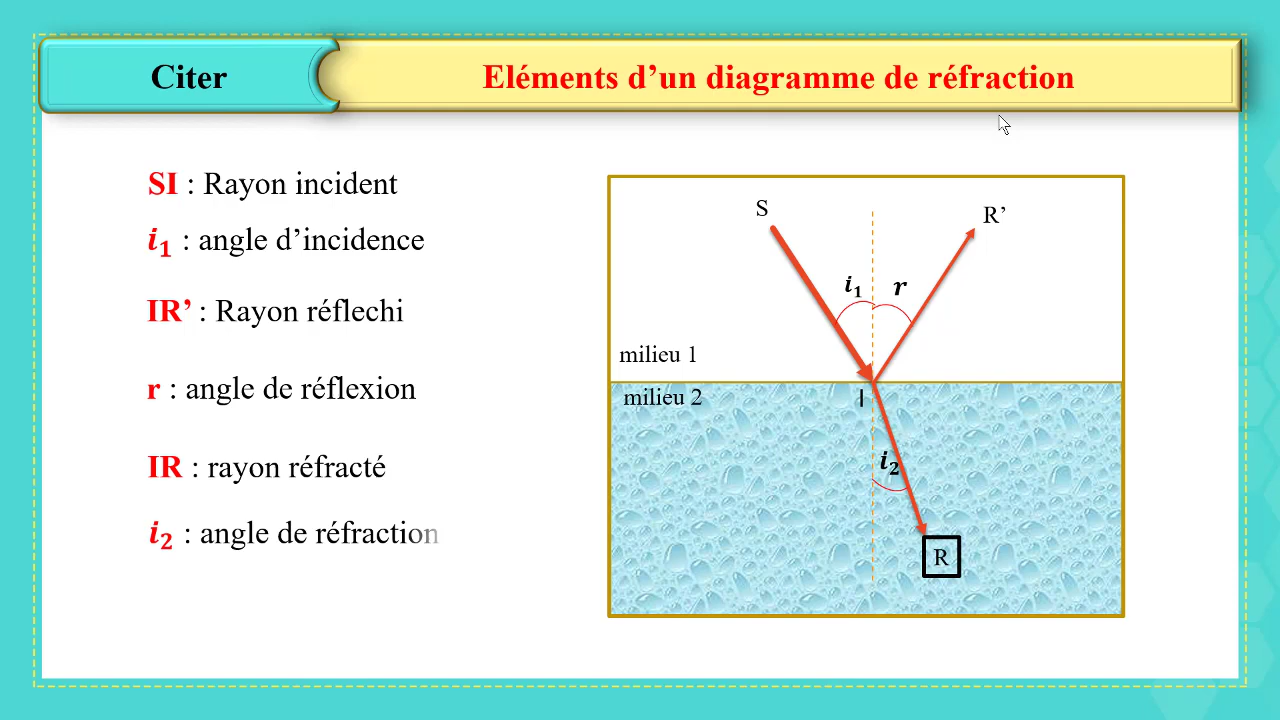 Citer
Eléments d’un diagramme de réfraction
SI : Rayon incident
i₁ : angle d’incidence
IR’ : Rayon réflechi
r : angle de réflexion
IR : rayon réfracté
i₂ : angle de réfraction
S
R’
i₁
r
milieu 1
milieu 2
I
i₂
R